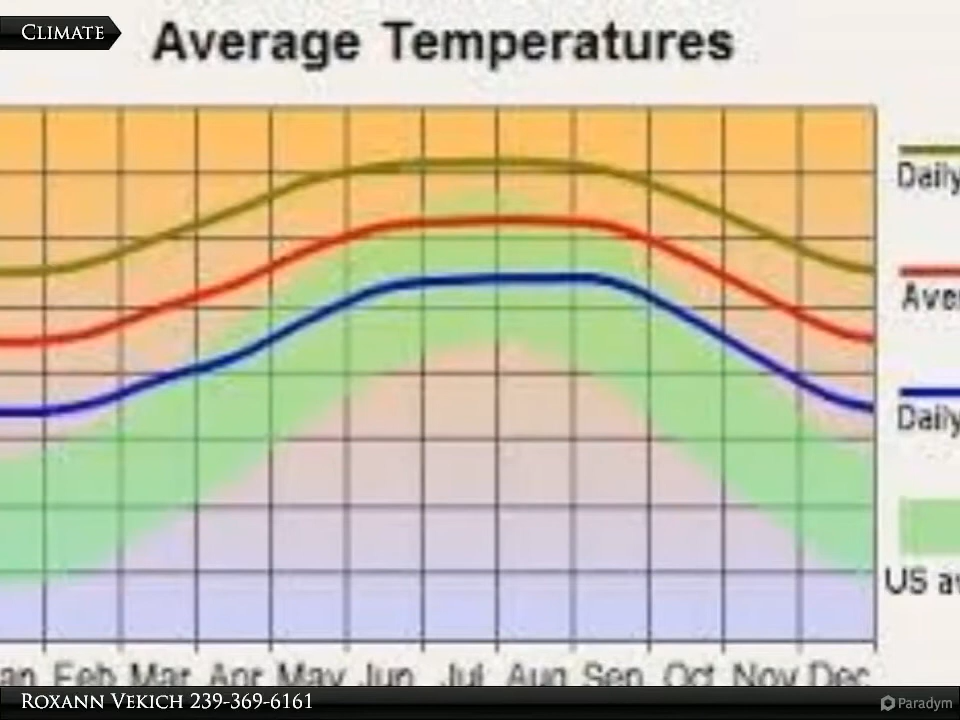 CLIMATE
Average Temperatures
Daily
Aver
Daily
US av
an Feb Mar Apr May Jun Jul Aug Sep Oct Nov Dec
ROXANN VEKICH 239-369-6161
Paradym